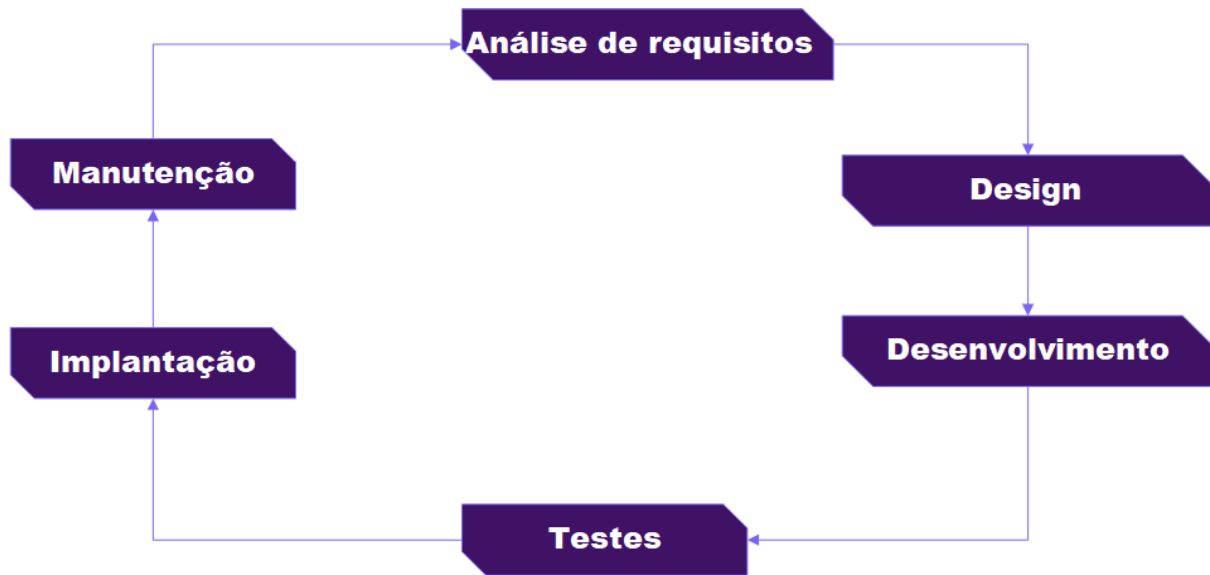 Análise de requisitos
Design
Desenvolvimento
Testes
Implantação
Manutenção